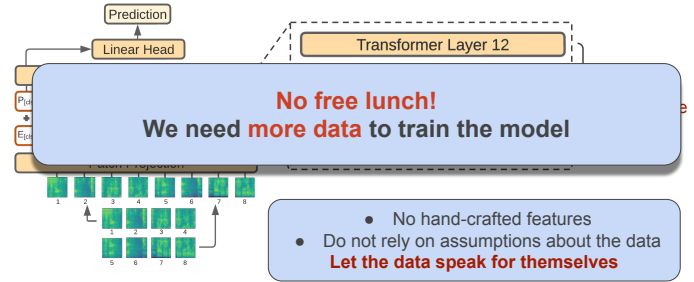 Prediction
Linear Head
Transformer Layer 12
No free lunch!
We need more data to train the model
1 2 3 4 5 6 7 8
1 2 3 4
5 6 7 8
● No hand-crafted features
● Do not rely on assumptions about the data
Let the data speak for themselves